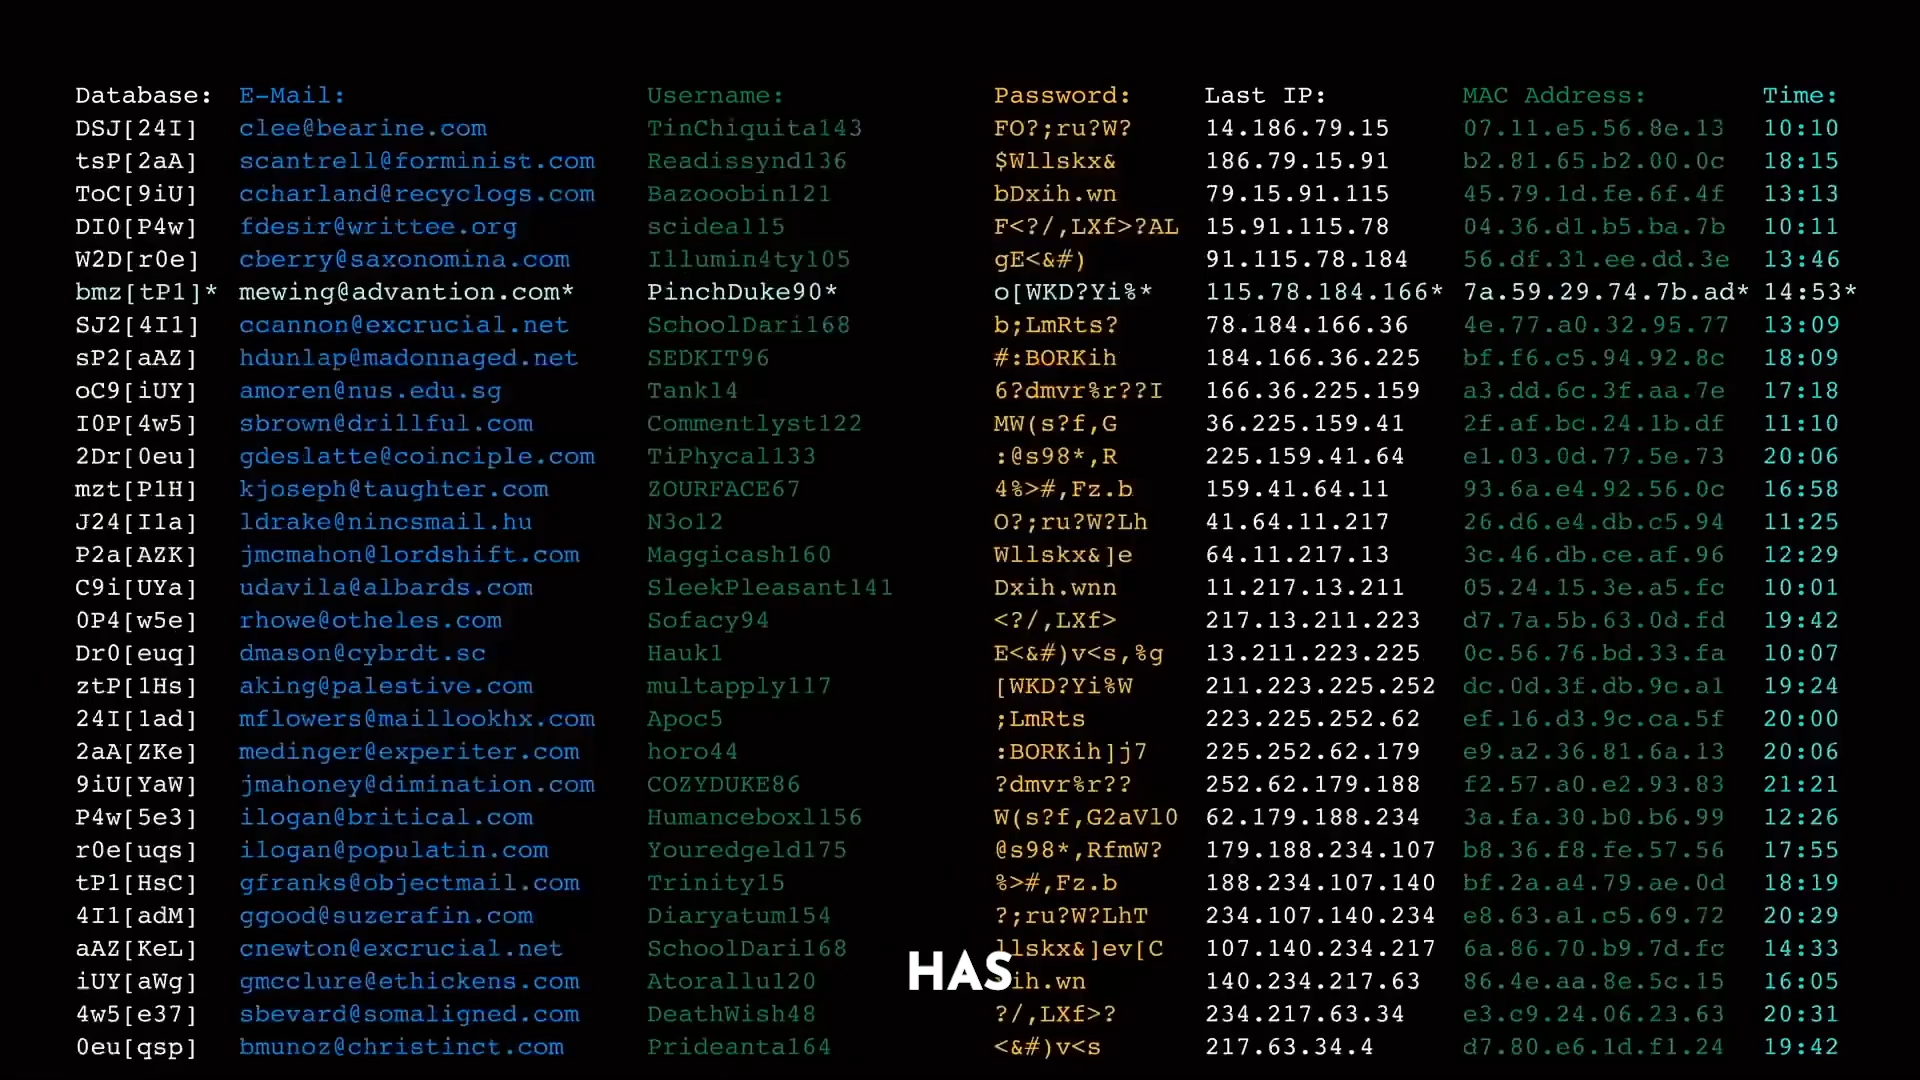 Database: E-Mail: Username: Password: Last IP: MAC Address: Time:
DSJ[24I] clee@bearine.com TinChiquita143 FO?;ru?W? 14.186.79.15 07.11.e5.56.8e.13 10:10
tsP[2aA] scantrell@forminist.com Readissynd136 $Wllskx& 186.79.15.91 b2.81.65.b2.00.0c 18:15
ToC[9iU] ccharland@recyclogs.com Bazooobin121 bDxih.wn 79.15.91.115 45.79.1d.fe.6f.4f 13:13
DI0[P4w] fdesir@writtee.org scideal15 F<?/,LXf>?AL 15.91.115.78 04.36.d1.b5.ba.7b 10:11
W2D[r0e] cberry@saxonomina.com Illumin4ty105 gE<&#) 91.115.78.184 56.df.31.ee.dd.3e 13:46
bmz[tP1]* mewing@advantion.com* PinchDuke90* o[WKD?Yi%* 115.78.184.166* 7a.59.29.74.7b.ad* 14:53*
SJ2[4I1] ccannon@excrucial.net SchoolDari168 b;LmRts? 78.184.166.36 4e.77.a0.32.95.77 13:09
sP2[aAZ] hdunlap@madonnaged.net SEDKIT96 #:BORKih 184.166.36.225 bf.f6.c5.94.92.8c 18:09
oC9[iUY] amoren@nus.edu.sg Tank14 6?dmvr%r??I 166.36.225.159 a3.dd.6c.3f.aa.7e 17:18
I0P[4w5] sbrown@drillful.com Commentlyst122 MW(s?f,G 36.225.159.41 2f.af.bc.24.1b.df 11:10
2Dr[0eu] gdeslatte@coinciple.com TiPhycal133 :@s98*,R 225.159.41.64 e1.03.0d.77.5e.73 20:06
mzt[P1H] kjoseph@taughter.com ZOURFACE67 4%>#,Fz.b 159.41.64.11 93.6a.e4.92.56.0c 16:58
J24[I1a] ldrake@nincsmail.hu N3o12 O?;ru?W?Lh 41.64.11.217 26.d6.e4.db.c5.94 11:25
P2a[AZK] jmcmahon@lordshift.com Maggicash160 Wllskx&]e 64.11.217.13 3c.46.db.ce.af.96 12:29
C9i[UYa] udavila@albards.com SleekPleasant141 Dxih.wnn 11.217.13.211 05.24.15.3e.a5.fc 10:01
0P4[w5e] rhowe@otheles.com Sofacy94 <?/,LXf> 217.13.211.223 d7.7a.5b.63.0d.fd 19:42
Dr0[euq] dmason@cybrdt.sc Hauk1 E<&#)v<s,%g 13.211.223.225 0c.56.76.bd.33.fa 10:07
ztP[1Hs] aking@palestive.com multapply117 [WKD?Yi%W 211.223.225.252 dc.0d.3f.db.9c.a1 19:24
24I[1ad] mflowers@maillookhx.com Apoc5 ;LmRts 223.225.252.62 ef.16.d3.9c.ca.5f 20:00
2aA[ZKe] medinger@experiter.com horo44 :BORKih]j7 225.252.62.179 e9.a2.36.81.6a.13 20:06
9iU[YaW] jmahoney@dimination.com COZYDUKE86 ?dmvr%r?? 252.62.179.188 f2.57.a0.e2.93.83 21:21
P4w[5e3] ilogan@britical.com Humancebox1156 W(s?f,G2aVl0 62.179.188.234 3a.fa.30.b0.b6.99 12:26
r0e[uqs] ilogan@populatin.com Youredgeld175 @s98*,RfmW? 179.188.234.107 b8.36.f8.fe.57.56 17:55
tP1[HsC] gfranks@objectmail.com Trinity15 %>#,Fz.b 188.234.107.140 bf.2a.a4.79.ae.0d 18:19
4I1[adM] ggood@suzerafin.com Diaryatum154 ?;ru?W?LhT 234.107.140.234 e8.63.a1.c5.69.72 20:29
aAZ[KeL] cnewton@excrucial.net SchoolDari168 llskx&]ev[C 107.140.234.217 6a.86.70.b9.7d.fc 14:33
HAS
iUY[aWg] gmcclure@ethickens.com Atorallu120 ih.wn 140.234.217.63 86.4e.aa.8e.5c.15 16:05
4w5[e37] sbevard@somaligned.com DeathWish48 ?/,LXf>? 234.217.63.34 e3.c9.24.06.23.63 20:31
0eu[qsp] bmunoz@christinct.com Prideanta164 <&#)v<s 217.63.34.4 d7.80.e6.1d.f1.24 19:42